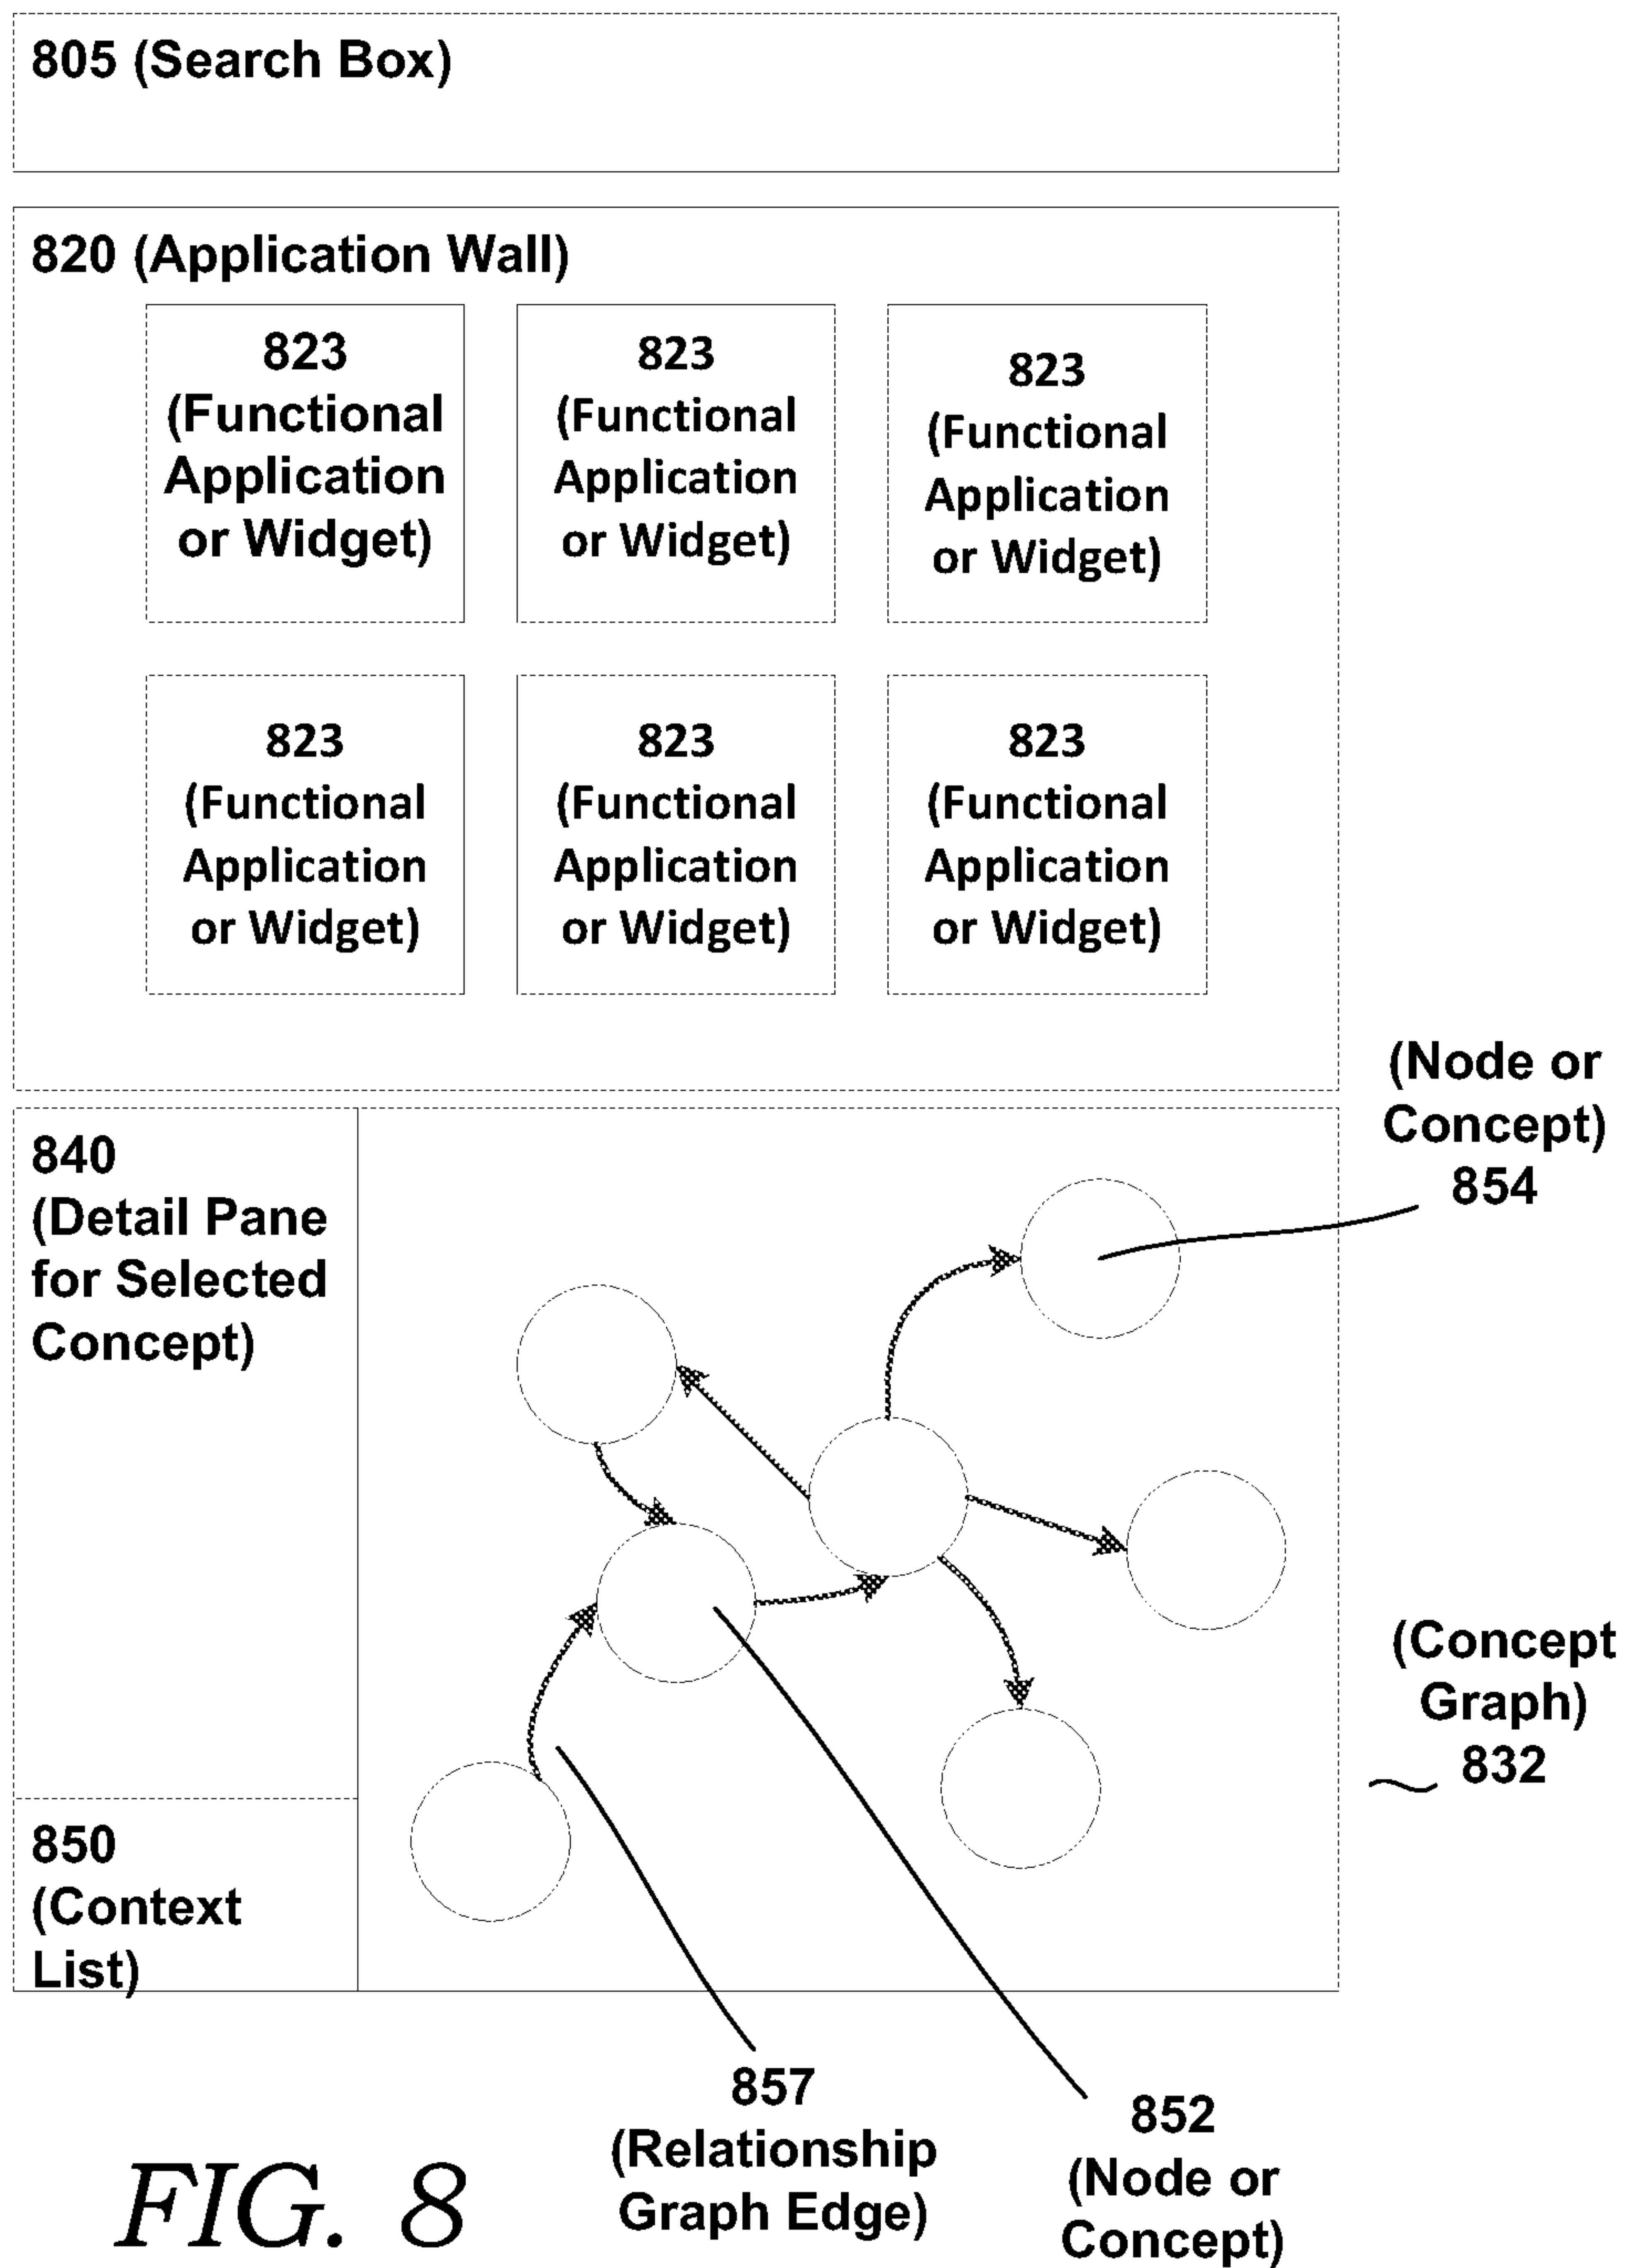 805 (Search Box)
820 (Application Wall)
823
(Functional
Application
or Widget)
823
(Functional
Application
or Widget)
823
(Functional
Application
or Widget)
823
(Functional
Application
or Widget)
823
(Functional
Application
or Widget)
823
(Functional
Application
or Widget)
(Node or
Concept)
854
840
(Detail Pane
for Selected
Concept)
(Concept
Graph)
832
850
(Context
List)
857
(Relationship
Graph Edge)
852
(Node or
Concept)
FIG. 8